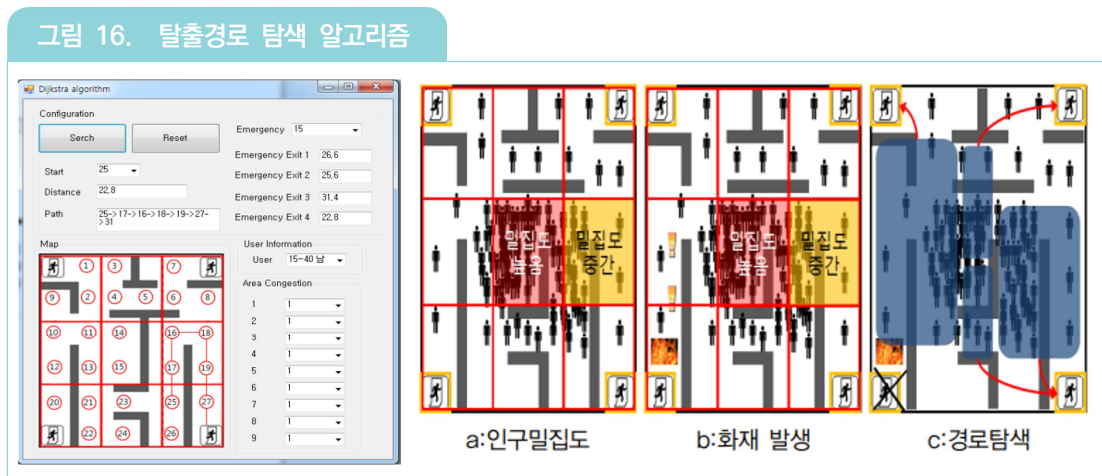 그림 16. 탈출경로 탐색 알고리즘
Dijkstra algorithm
Configuration
Serch
Reset
Start 25
Distance 22,8
Path 25->17->16->18->19->27-
>31
Emergency 15
Emergency Exit 1 26,6
Emergency Exit 2 25,6
Emergency Exit 3 31,4
Emergency Exit 4 22,8
Map
1 3 7
9 2 4 5 6 8
10 11 14 16 18
12 13 15 17 19
20 21 23 25 27
22 24 26
User Information
User 15~40 남
Area Congestion
1 1
2 1
3 1
4 1
5 1
6 1
7 1
8 1
9 1
밀집도
높음
밀집도
중간
a:인구밀집도
밀집도
높음
밀집도
중간
b:화재 발생
c:경로탐색